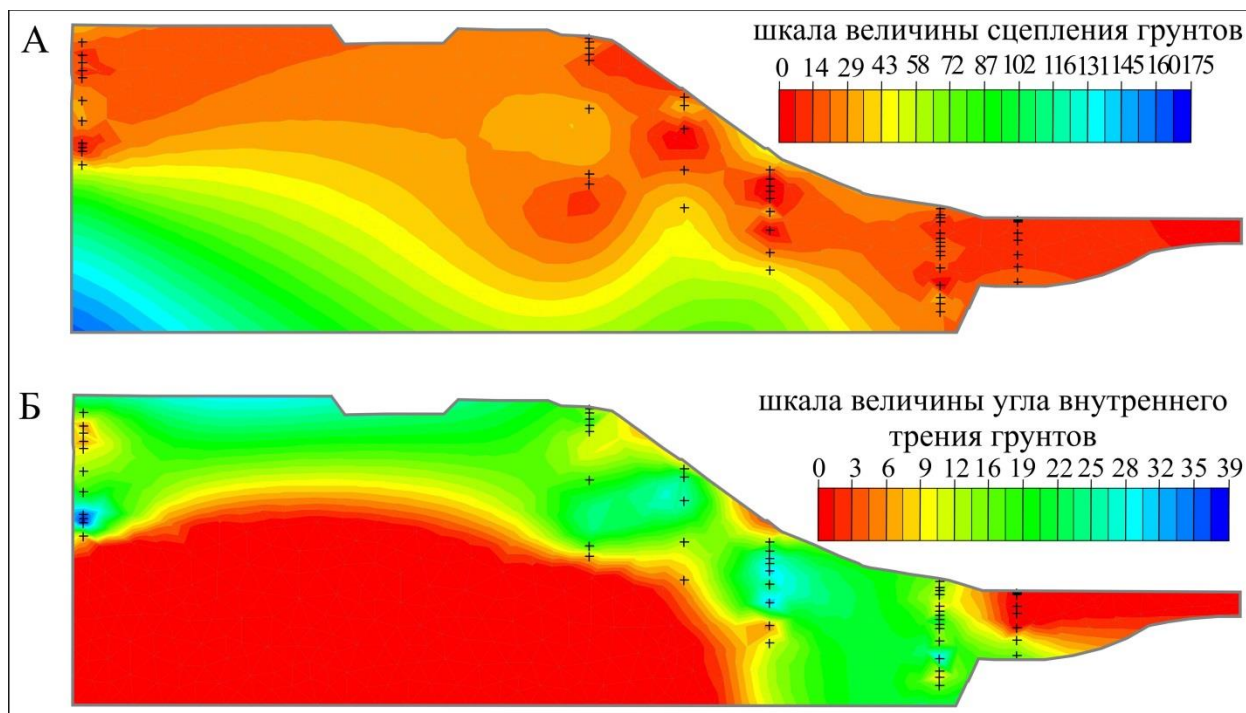 А
шкала величины сцепления грунтов
0 14 29 43 58 72 87 102 116 131 145 160 175
Б
шкала величины угла внутреннего
трения грунтов
0 3 6 9 12 16 19 22 25 28 32 35 39